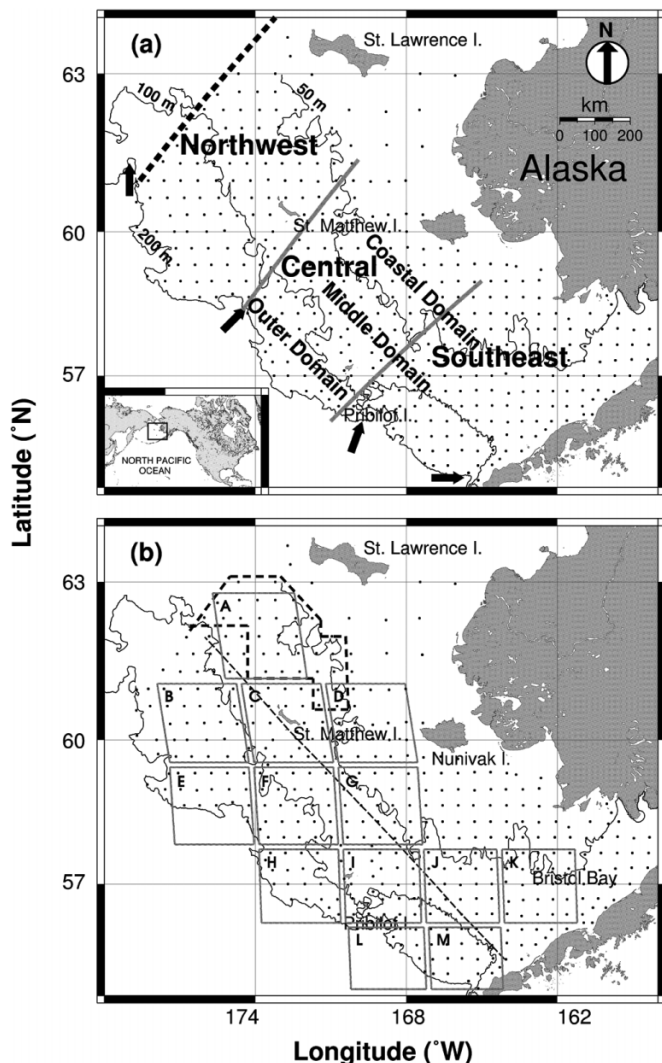 (a)
St. Lawrence I.
N
63
100 m
50 m
km
0 100 200
Northwest
Alaska
200 m
60
St. Matthew I.
Central
Coastal Domain
Middle Domain
Outer Domain
Southeast
57
Pribilof I.
NORTH PACIFIC
OCEAN
Latitude (°N)
(b)
St. Lawrence I.
63
A
B
C
D
60
St. Matthew I.
Nunivak I.
E
F
G
H
I
J
K
57
Bristol Bay
Pribilof I.
L
M
174
168
162
Longitude (°W)